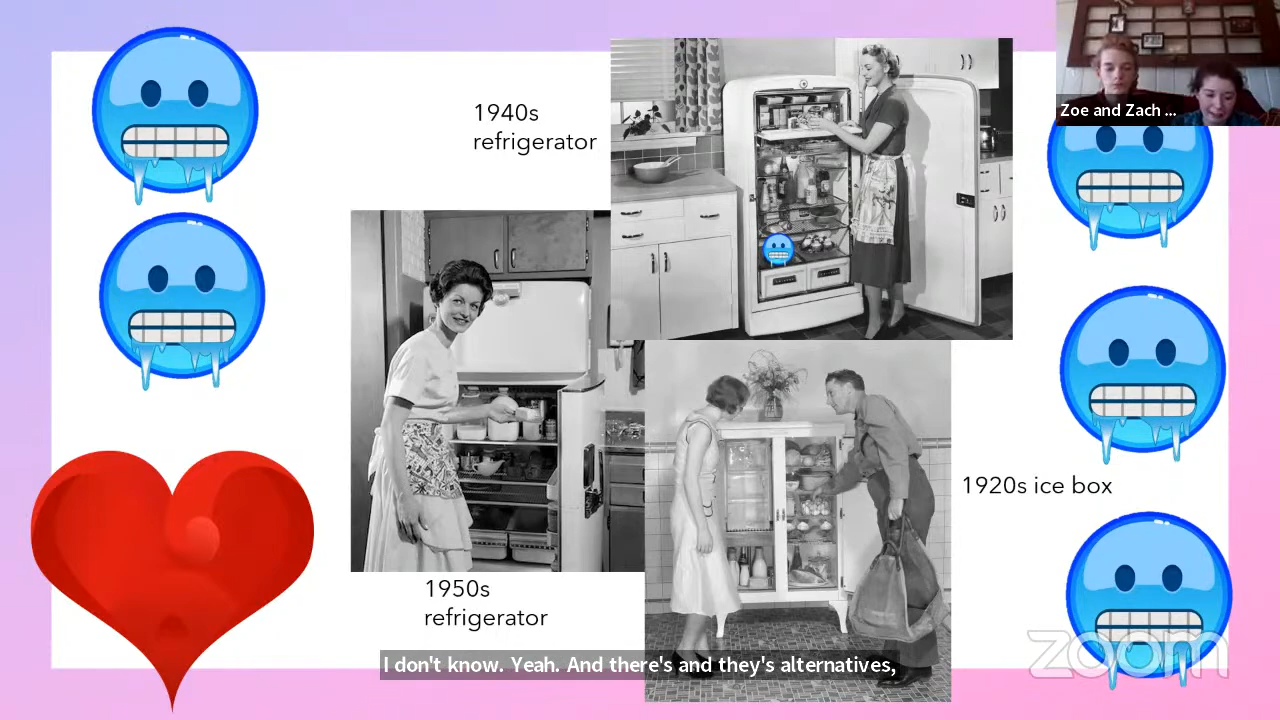 Zoe and Zach ...
1940s
refrigerator
1920s ice box
1950s
refrigerator
I don't know. Yeah. And there's and they's alternatives,
zoom